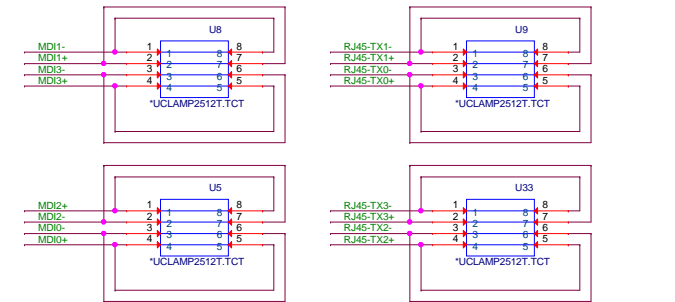 U8
MDI1- 1 1 8 8
MDI1+ 2 2 7 7
MDI3- 3 3 6 6
MDI3+ 4 4 5 5
*UCLAMP2512T.TCT
U9
RJ45-TX1- 1 1 8 8
RJ45-TX1+ 2 2 7 7
RJ45-TX0- 3 3 6 6
RJ45-TX0+ 4 4 5 5
*UCLAMP2512T.TCT
U5
MDI2+ 1 1 8 8
MDI2- 2 2 7 7
MDI0- 3 3 6 6
MDI0+ 4 4 5 5
*UCLAMP2512T.TCT
U33
RJ45-TX3- 1 1 8 8
RJ45-TX3+ 2 2 7 7
RJ45-TX2- 3 3 6 6
RJ45-TX2+ 4 4 5 5
*UCLAMP2512T.TCT